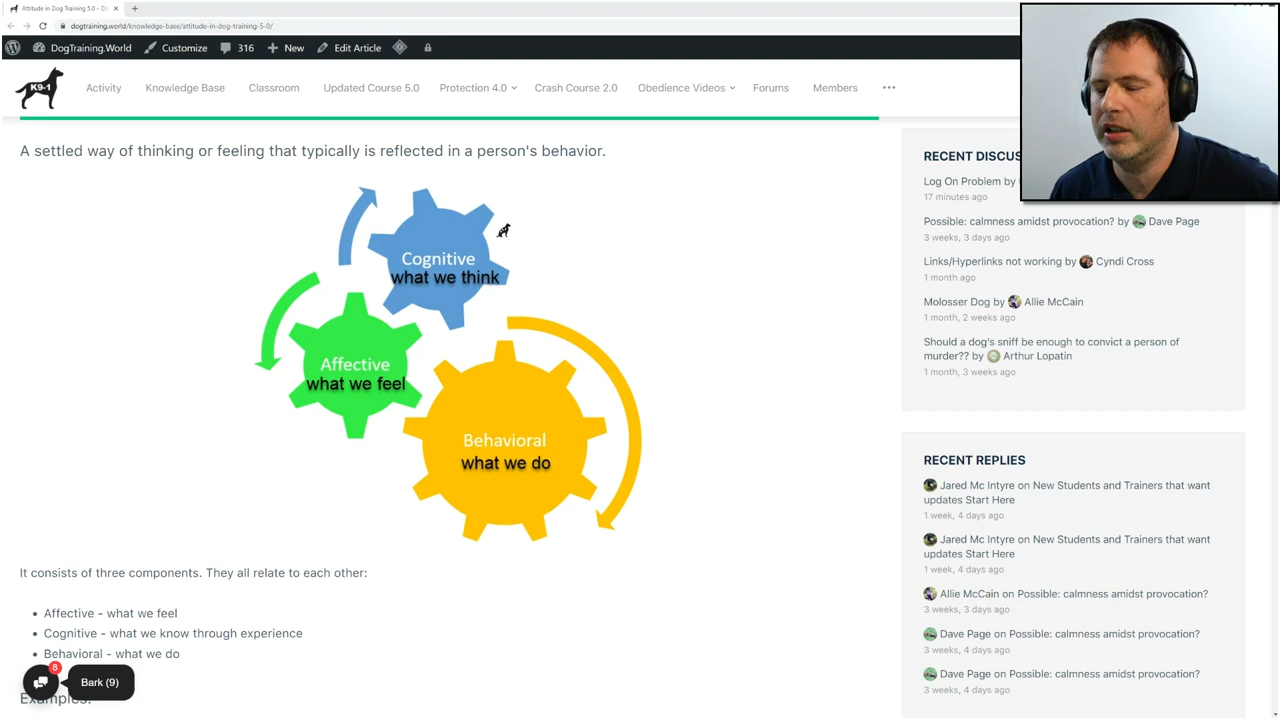 Attitude in Dog Training 5.0 – D
dogtraining.world/knowledge-base/attitude-in-dog-training-5-0/
DogTraining.World
Customize
316
New
Edit Article
K9-1
Activity
Knowledge Base
Classroom
Updated Course 5.0
Protection 4.0
Crash Course 2.0
Obedience Videos
Forums
Members
A settled way of thinking or feeling that typically is reflected in a person's behavior.
Cognitive
what we think
Affective
what we feel
Behavioral
what we do
It consists of three components. They all relate to each other:
Affective - what we feel
Cognitive - what we know through experience
Behavioral - what we do
8
Bark (9)
Examples:
RECENT
Log On Problem by
17 minutes ago
Possible: calmness amidst provocation? by Dave Page
3 weeks, 3 days ago
Links/Hyperlinks not working by Cyndi Cross
1 month ago
Molosser Dog by Allie McCain
1 month, 2 weeks ago
Should a dog's sniff be enough to convict a person of
murder?? by Arthur Lopatin
1 month, 3 weeks ago
RECENT REPLIES
Jared Mc Intyre on New Students and Trainers that want
updates Start Here
1 week, 4 days ago
Jared Mc Intyre on New Students and Trainers that want
updates Start Here
1 week, 4 days ago
Allie McCain on Possible: calmness amidst provocation?
3 weeks, 3 days ago
Dave Page on Possible: calmness amidst provocation?
3 weeks, 4 days ago
Dave Page on Possible: calmness amidst provocation?
3 weeks, 4 days ago